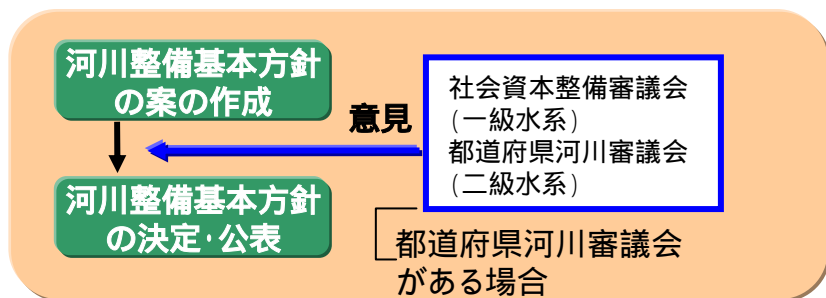 河川整備基本方針
の案の作成
意見
社会資本整備審議会
(一級水系)
都道府県河川審議会
(二級水系)
河川整備基本方針
の決定・公表
都道府県河川審議会
がある場合